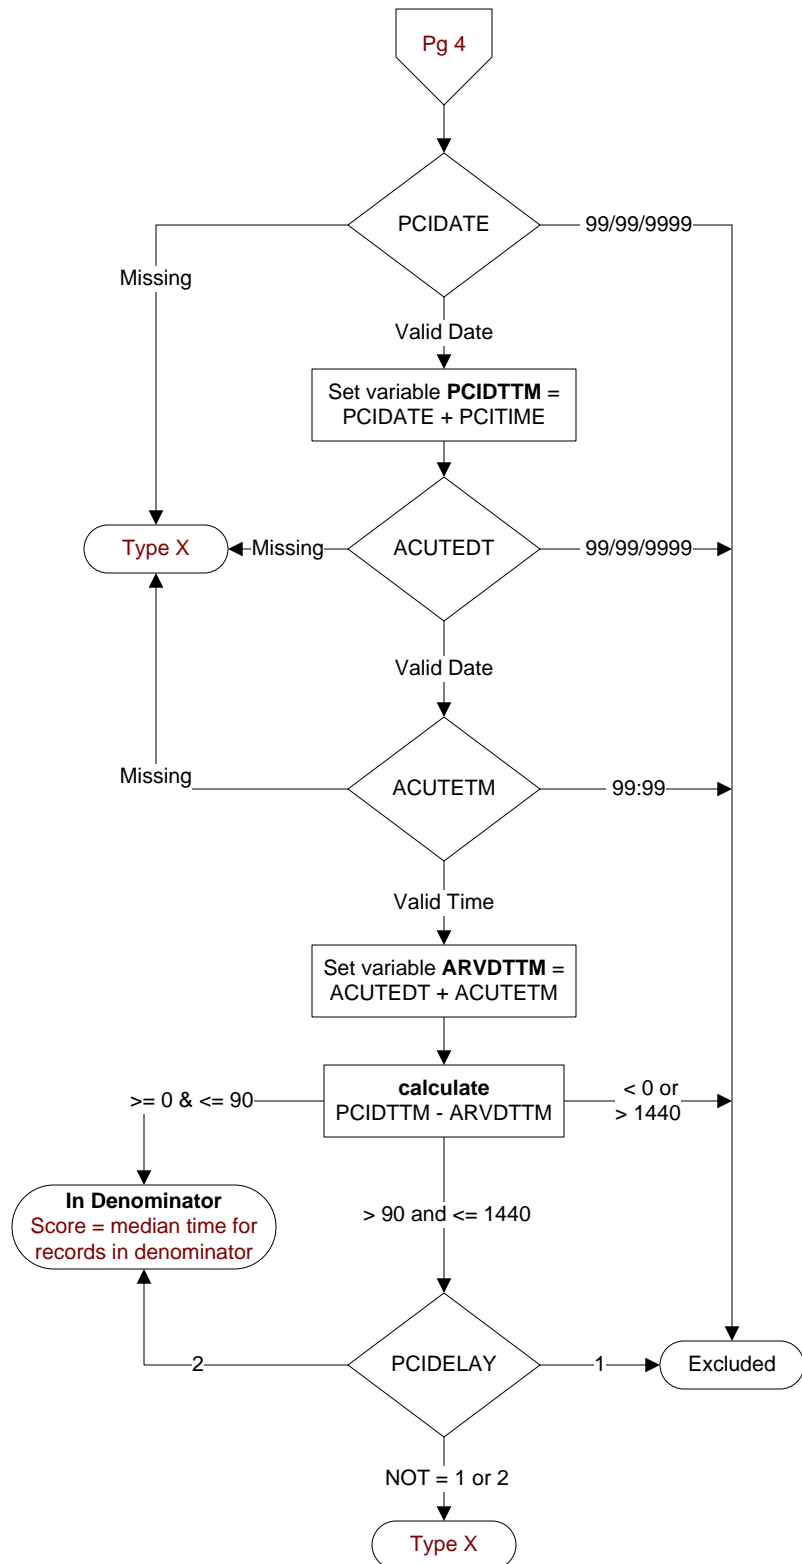 Pg 4
PCIDATE
99/99/9999
Missing
Valid Date
Set variable PCIDTTM =
PCIDATE + PCITIME
Type X
Missing
ACUTEDT
99/99/9999
Valid Date
Missing
ACUTETM
99:99
Valid Time
Set variable ARVDTTM =
ACUTEDT + ACUTETM
>= 0 & <= 90
calculate
PCIDTTM - ARVDTTM
< 0 or
> 1440
In Denominator
Score = median time for
records in denominator
> 90 and <= 1440
2
PCIDELAY
1
Excluded
NOT = 1 or 2
Type X